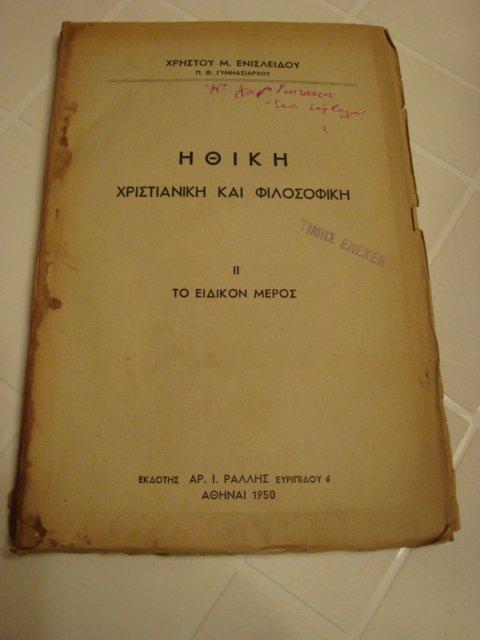 ΧΡΗΣΤΟΥ Μ. ΕΝΙΣΛΕΙΔΟΥ
Π. Θ. ΓΥΜΝΑΣΙΑΡΧΟΥ
ΗΘΙΚΗ
ΧΡΙΣΤΙΑΝΙΚΗ ΚΑΙ ΦΙΛΟΣΟΦΙΚΗ
ΤΙΜΗΣ ΕΝΕΚΕΝ
II
ΤΟ ΕΙΔΙΚΟΝ ΜΕΡΟΣ
ΕΚΔΟΤΗΣ ΑΡ. Ι. ΡΑΛΛΗΣ ΕΥΡΙΠΙΔΟΥ 6
ΑΘΗΝΑΙ 1950